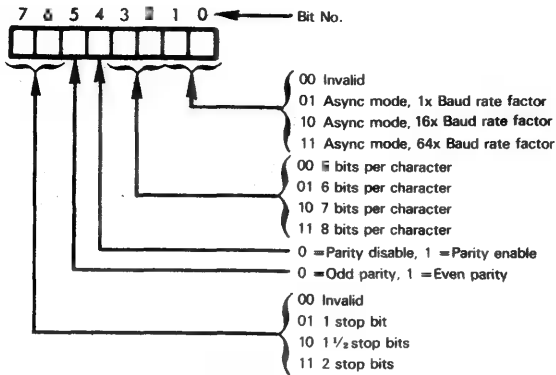 7 5 4 3 1 0 Bit No.
00 Invalid
01 Async mode, 1x Baud rate factor
10 Async mode, 16x Baud rate factor
11 Async mode, 64x Baud rate factor
00 bits per character
01 6 bits per character
10 7 bits per character
11 8 bits per character
0 = Parity disable, 1 = Parity enable
0 = Odd parity, 1 = Even parity
00 Invalid
01 1 stop bit
10 1 ½ stop bits
11 2 stop bits